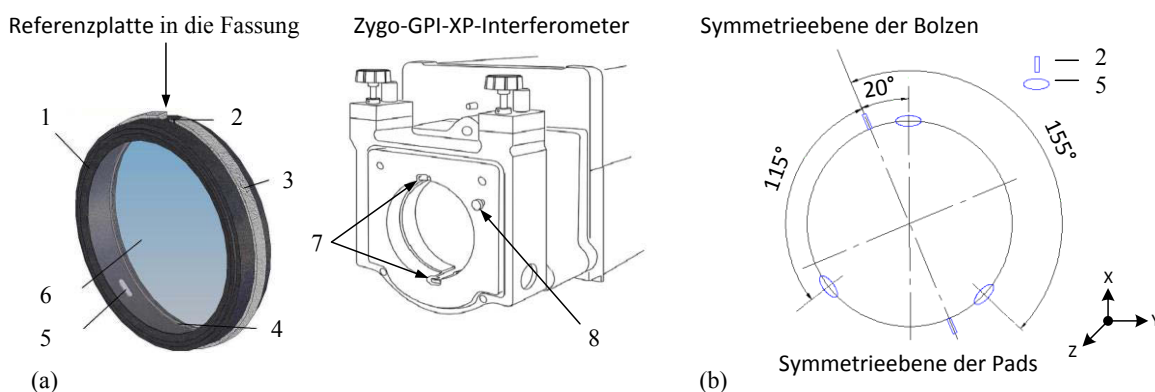 Referenzplatte in die Fassung
Zygo-GPI-XP-Interferometer
Symmetrieebene der Bolzen
1
2
3
4
5
6
7
8
2
5
20°
115°
155°
X
Y
Z
Symmetrieebene der Pads
(a)
(b)